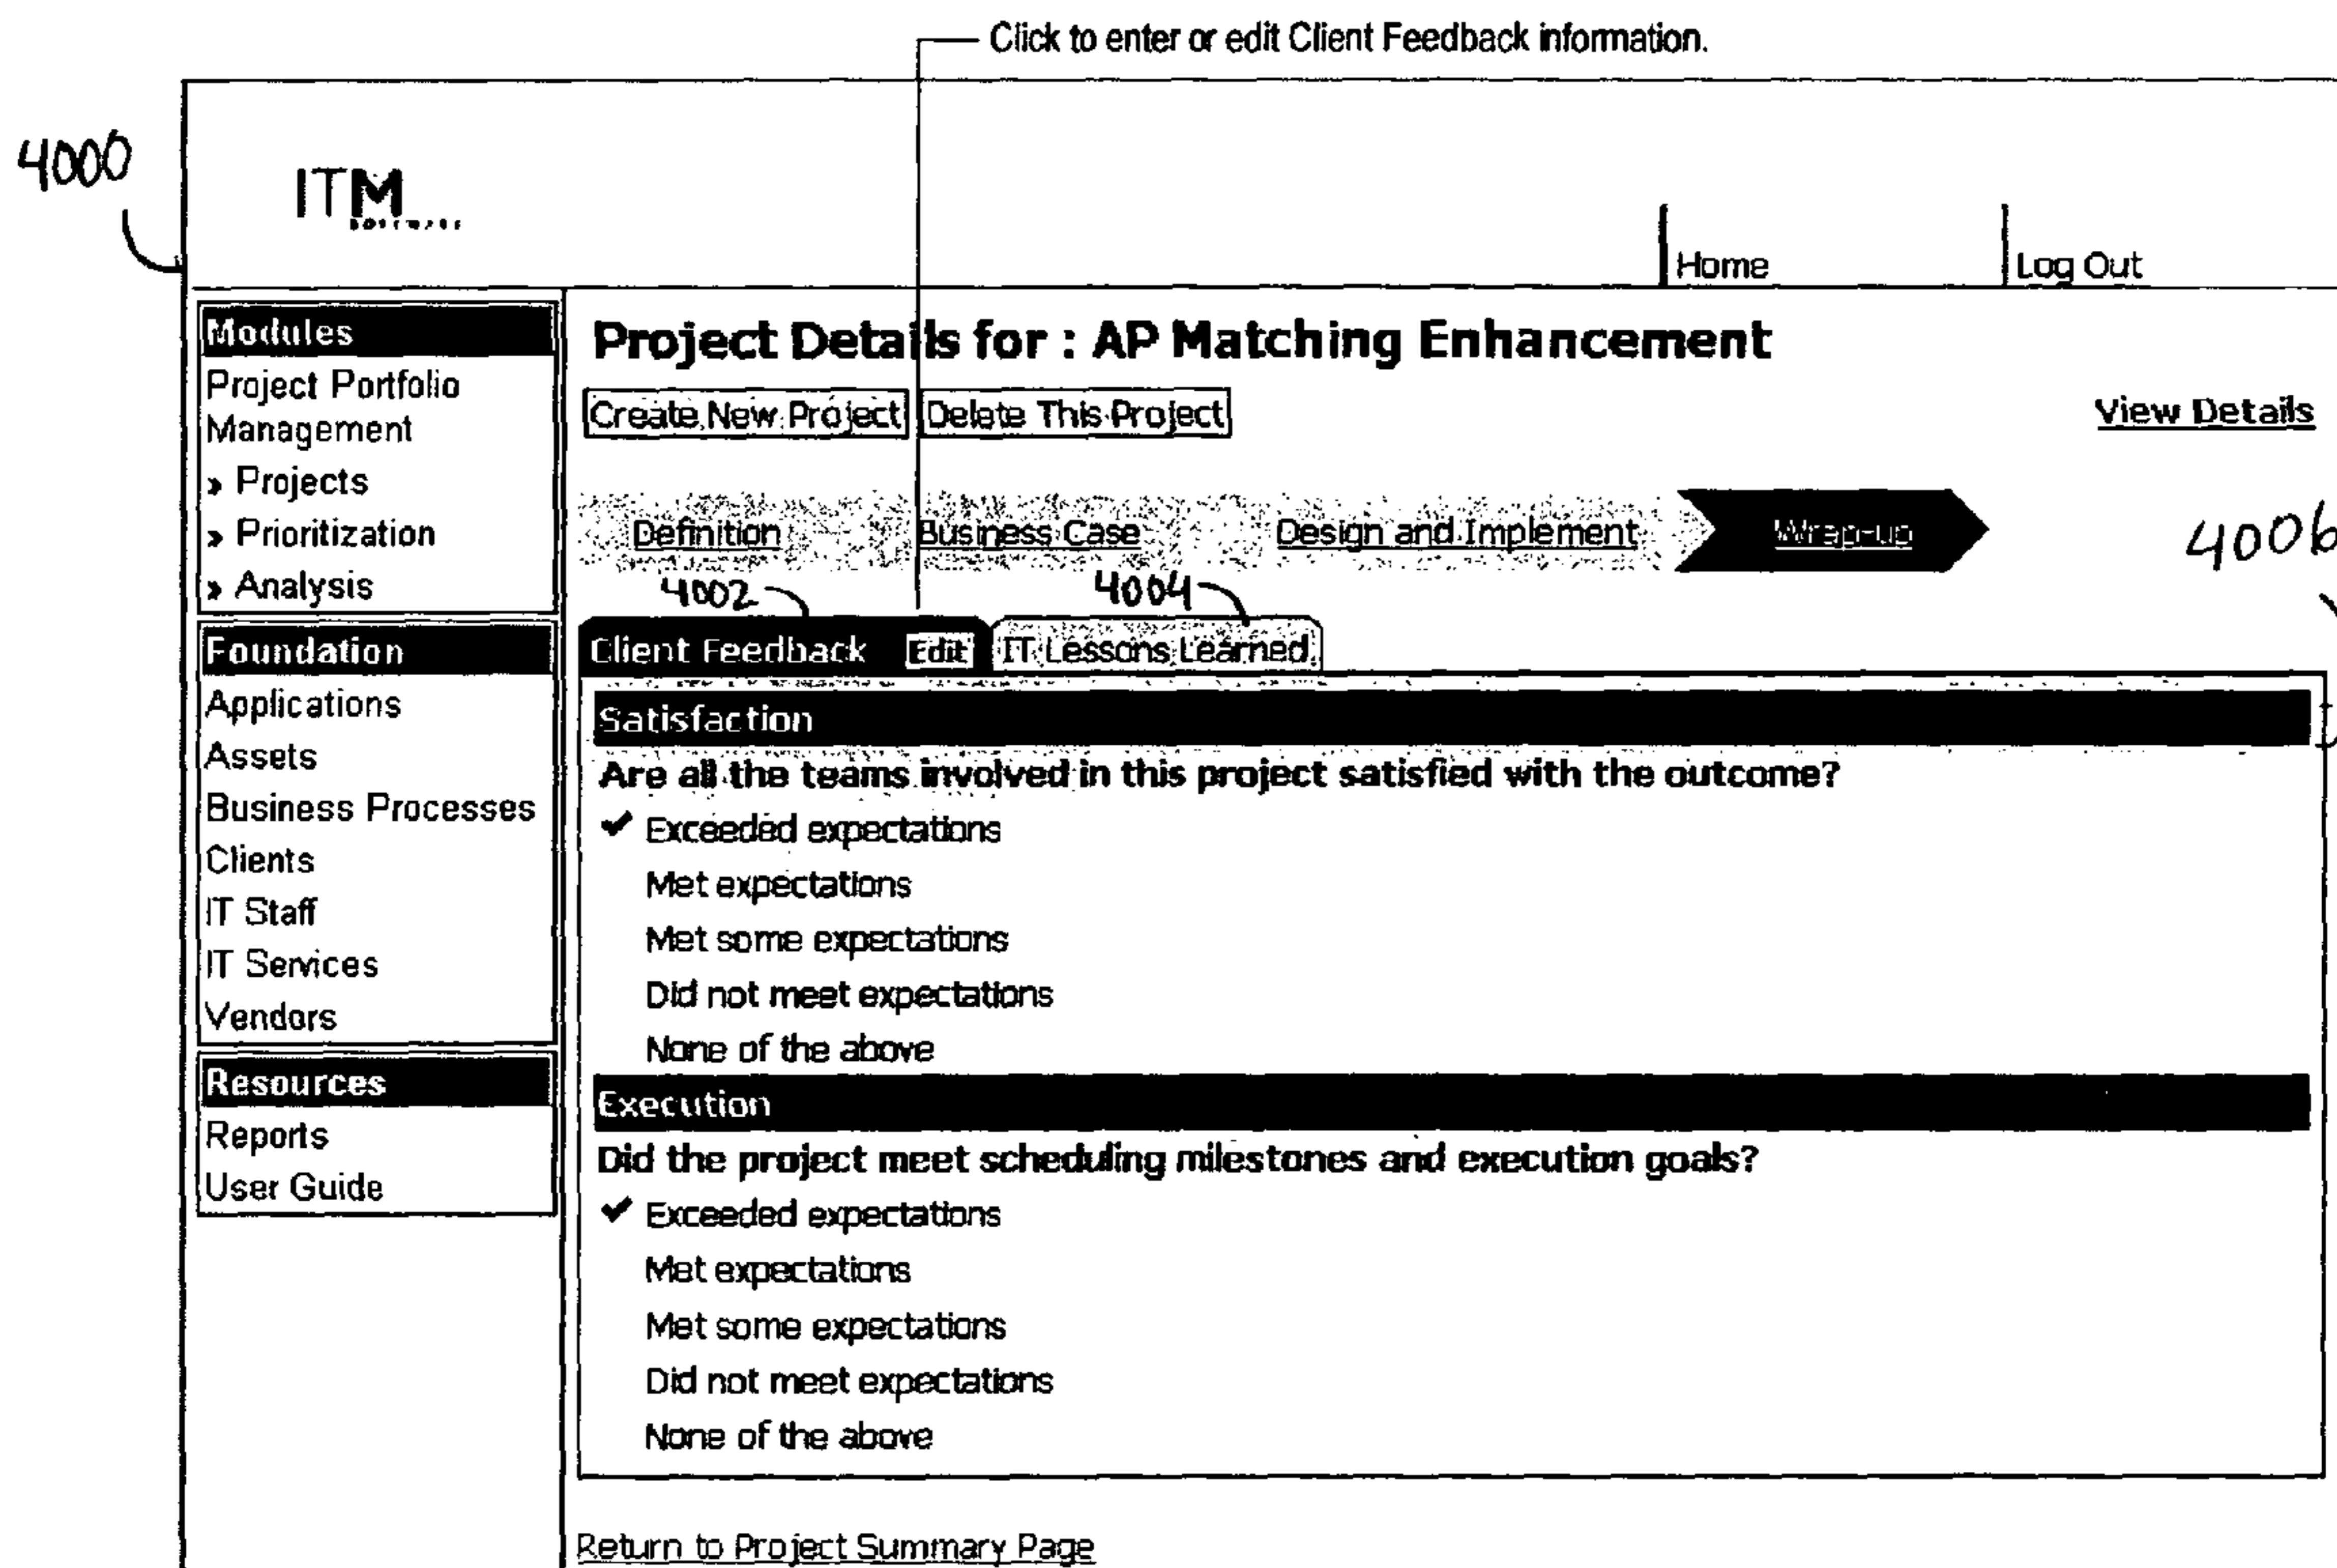 Click to enter or edit Client Feedback information.
4000
ITM
SOFTWARE
Home
Log Out
Modules
Project Portfolio
Management
» Projects
» Prioritization
» Analysis
Foundation
Applications
Assets
Business Processes
Clients
IT Staff
IT Services
Vendors
Resources
Reports
User Guide
Project Details for : AP Matching Enhancement
Create New Project Delete This Project
View Details
Definition Business Case Design and Implement Wrap-up
4006
4002 4004
Client Feedback Edit IT Lessons Learned
Satisfaction
Are all the teams involved in this project satisfied with the outcome?
✔ Exceeded expectations
Met expectations
Met some expectations
Did not meet expectations
None of the above
Execution
Did the project meet scheduling milestones and execution goals?
✔ Exceeded expectations
Met expectations
Met some expectations
Did not meet expectations
None of the above
Return to Project Summary Page